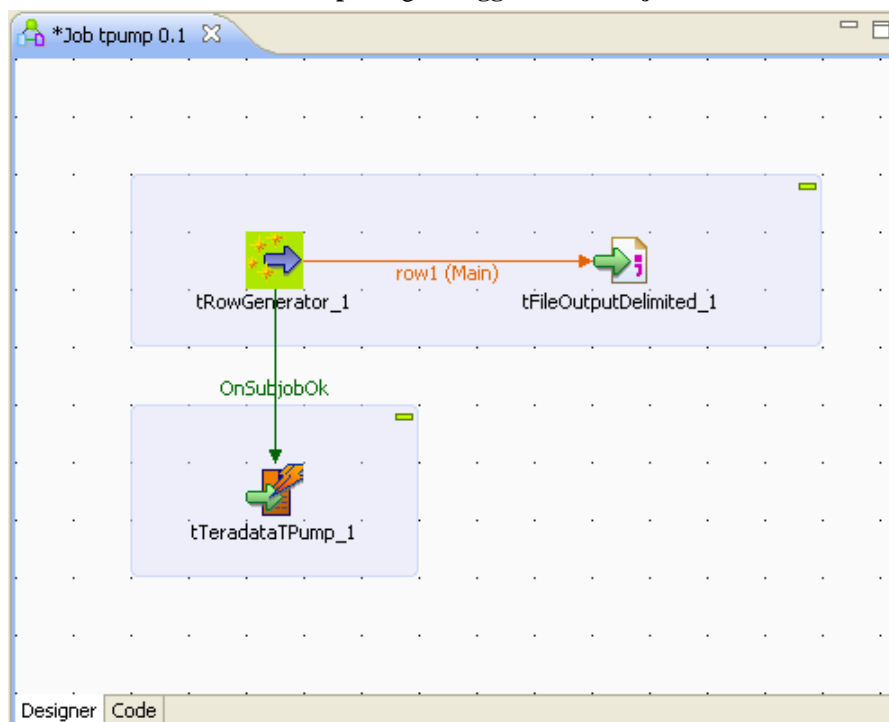 *Job tpump 0.1
row1 (Main)
tRowGenerator_1
tFileOutputDelimited_1
OnSubjobOk
tTeradataTPump_1
Designer
Code